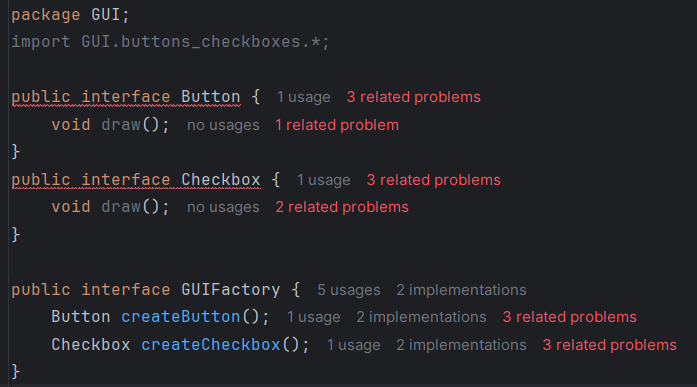 package GUI;
import GUI.buttons_checkboxes.*;
public interface Button { 1 usage 3 related problems
void draw(); no usages 1 related problem
}
public interface Checkbox { 1 usage 3 related problems
void draw(); no usages 2 related problems
}
public interface GUIFactory { 5 usages 2 implementations
Button createButton(); 1 usage 2 implementations 3 related problems
Checkbox createCheckbox(); 1 usage 2 implementations 3 related problems
}